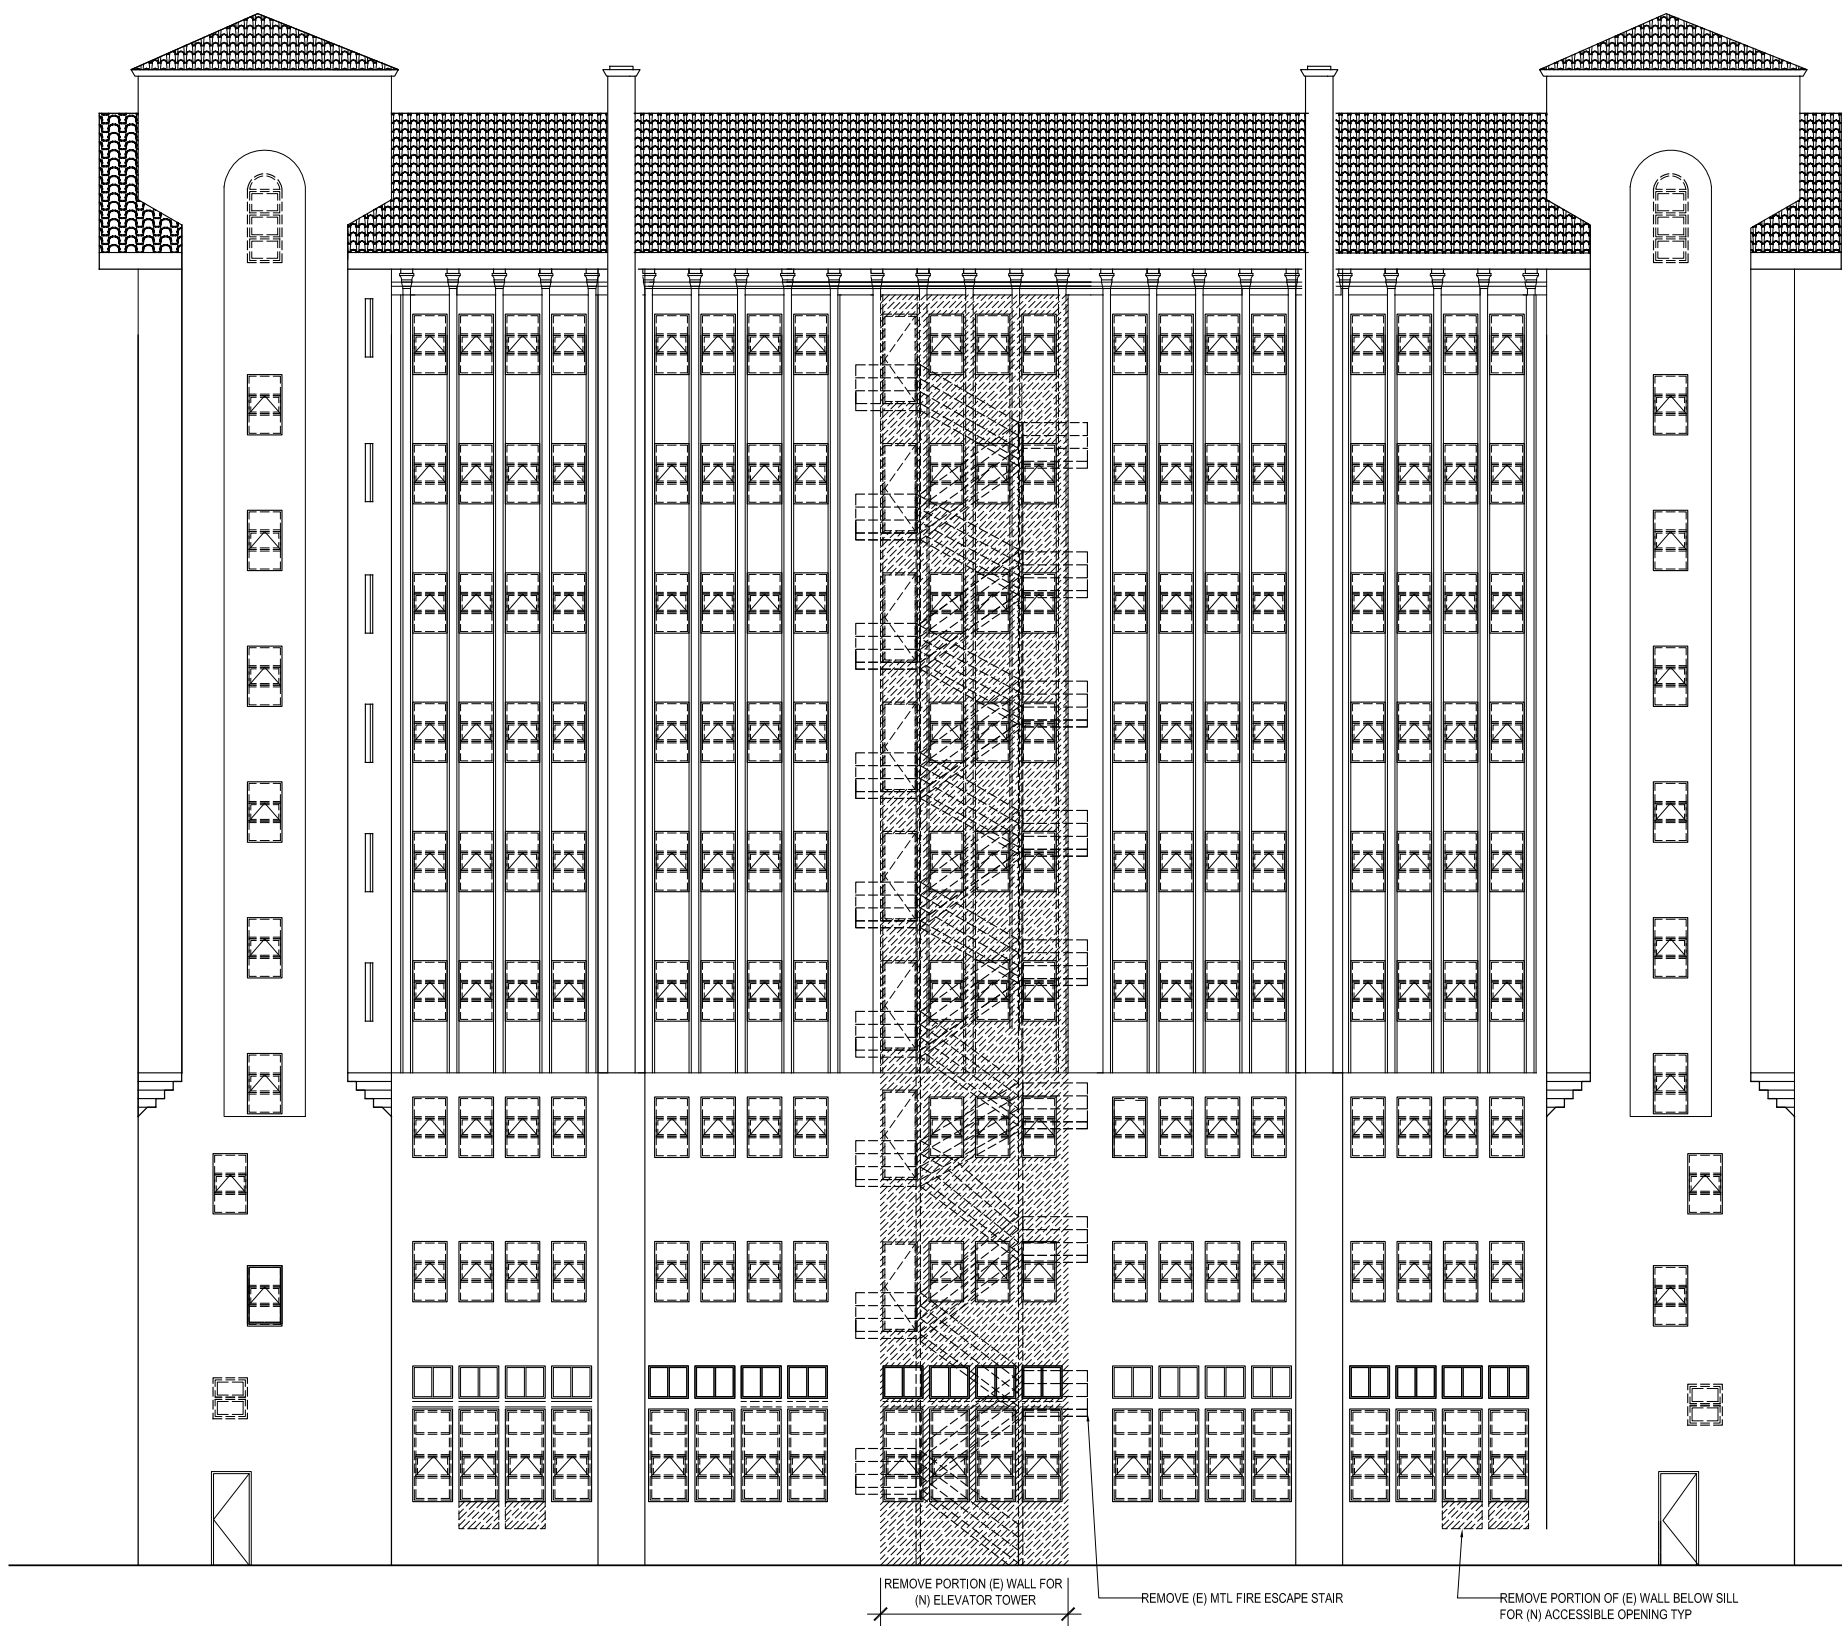 REMOVE PORTION (E) WALL FOR
(N) ELEVATOR TOWER
REMOVE (E) MTL FIRE ESCAPE STAIR
REMOVE PORTION OF (E) WALL BELOW SILL
FOR (N) ACCESSIBLE OPENING TYP